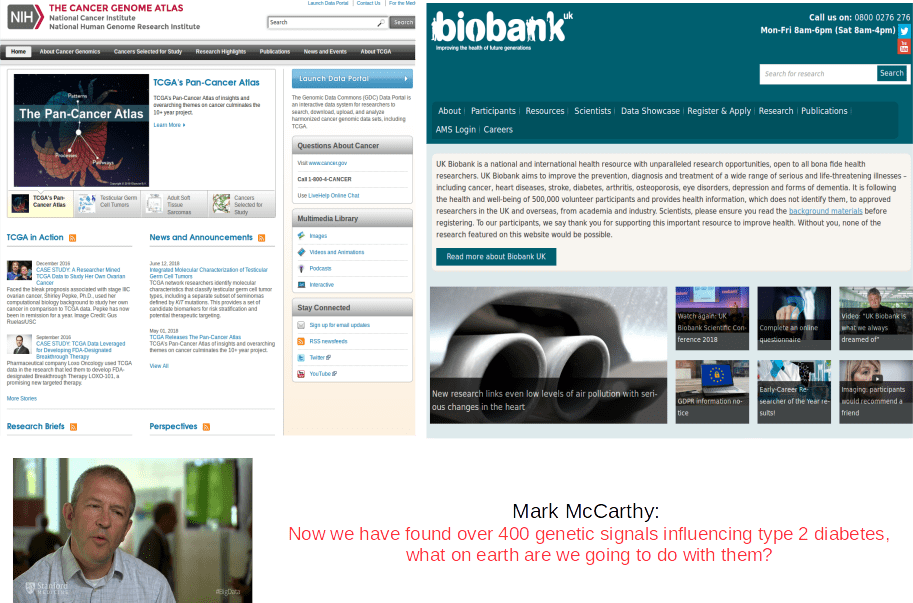 Launch Data Portal | Contact Us | For the Med
NIH
THE CANCER GENOME ATLAS
National Cancer Institute
National Human Genome Research Institute
Search
Search
Home
About Cancer Genomics
Cancers Selected for Study
Research Highlights
Publications
News and Events
About TCGA
Patterns
The Pan-Cancer Atlas
Processes
Pathways
TCGA's Pan-Cancer Atlas
TCGA's Pan-Cancer Atlas of insights and
overarching themes on cancer culminates the
10+ year project.
Learn More
TCGA's Pan-
Cancer Atlas
Testicular Germ
Cell Tumors
Adult Soft
Tissue
Sarcomas
Cancers
Selected for
Study
TCGA in Action
December 2016
CASE STUDY: A Researcher Mined
TCGA Data to Study Her Own Ovarian
Cancer
Faced the bleak prognosis associated with stage IIIC
ovarian cancer, Shirley Pepke, Ph.D., used her
computational biology background to study her own
cancer in comparison to TCGA data. Pepke has now
been in remission for a year. Image Credit: Gus
Ruelas/USC
September 2016
CASE STUDY: TCGA Data Leveraged
for Developing FDA-Designated
Breakthrough Therapy
Pharmaceutical company Loxo Oncology used TCGA
data in the research that led them to develop FDA-
designated Breakthrough Therapy LOXO-101, a
promising new targeted therapy.
More Stories
Research Briefs
News and Announcements
June 12, 2018
Integrated Molecular Characterization of Testicular
Germ Cell Tumors
TCGA network researchers identify molecular
characteristics that classify testicular germ cell tumor
types, including a separate subset of seminomas
defined by KIT mutations. This provides a set of
candidate biomarkers for risk stratification and
potential therapeutic targeting.
May 01, 2018
TCGA Releases The Pan-Cancer Atlas
TCGA's Pan-Cancer Atlas of insights and overarching
themes on cancer culminates the 10+ year project.
View All
Perspectives
Launch Data Portal
The Genomic Data Commons (GDC) Data Portal is
an interactive data system for researchers to
search, download, upload, and analyze
harmonized cancer genomic data sets, including
TCGA.
Questions About Cancer
Visit www.cancer.gov
Call 1-800-4-CANCER
Use LiveHelp Online Chat
Multimedia Library
Images
Videos and Animations
Podcasts
Interactive
Stay Connected
Sign up for email updates
RSS newsfeeds
Twitter
YouTube
biobank uk
Improving the health of future generations
Call us on: 0800 0276 276
Mon-Fri 8am-6pm (Sat 8am-4pm)
Search for research
Search
About | Participants | Resources | Scientists | Data Showcase | Register & Apply | Research | Publications |
AMS Login | Careers
UK Biobank is a national and international health resource with unparalleled research opportunities, open to all bona fide health
researchers. UK Biobank aims to improve the prevention, diagnosis and treatment of a wide range of serious and life-threatening illnesses –
including cancer, heart diseases, stroke, diabetes, arthritis, osteoporosis, eye disorders, depression and forms of dementia. It is following
the health and well-being of 500,000 volunteer participants and provides health information, which does not identify them, to approved
researchers in the UK and overseas, from academia and industry. Scientists, please ensure you read the background materials before
registering. To our participants, we say thank you for supporting this important resource to improve health. Without you, none of the
research featured on this website would be possible.
Read more about Biobank UK
New research links even low levels of air pollution with seri-
ous changes in the heart
Watch again: UK
Biobank Scientific Con-
ference 2018
Complete an online
questionnaire
Video: "UK Biobank is
what we always
dreamed of"
GDPR information no-
tice
Early-Career Re-
searcher of the Year re-
sults!
Imaging: participants
would recommend a
friend
Stanford
MEDICINE
#BigData
Mark McCarthy:
Now we have found over 400 genetic signals influencing type 2 diabetes,
what on earth are we going to do with them?